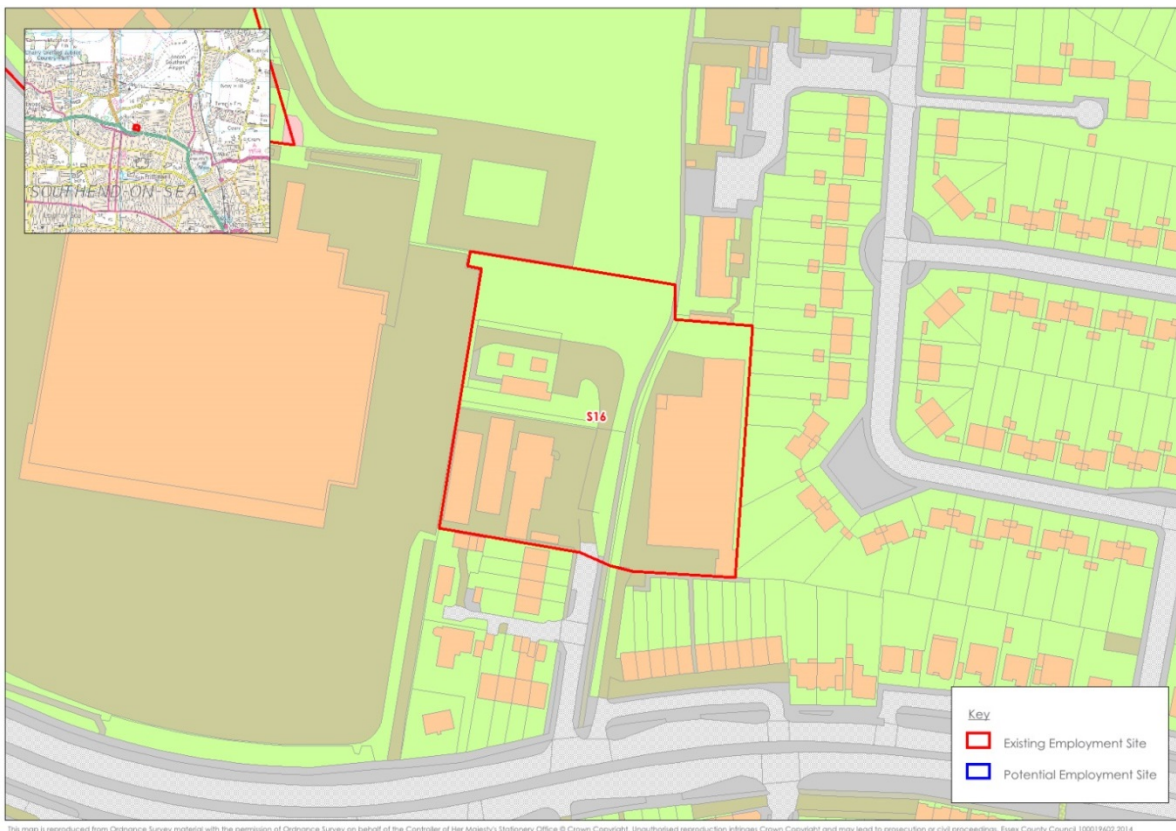 SOUTHEND-ON-SEA
S16
Key
Existing Employment Site
Potential Employment Site
This map is reproduced from Ordnance Survey material with the permission of Ordnance Survey on behalf of the Controller of Her Majesty's Stationery Office © Crown Copyright. Unauthorised reproduction infringes Crown Copyright and may lead to prosecution or civil proceedings. Essex County Council 100019602 2014